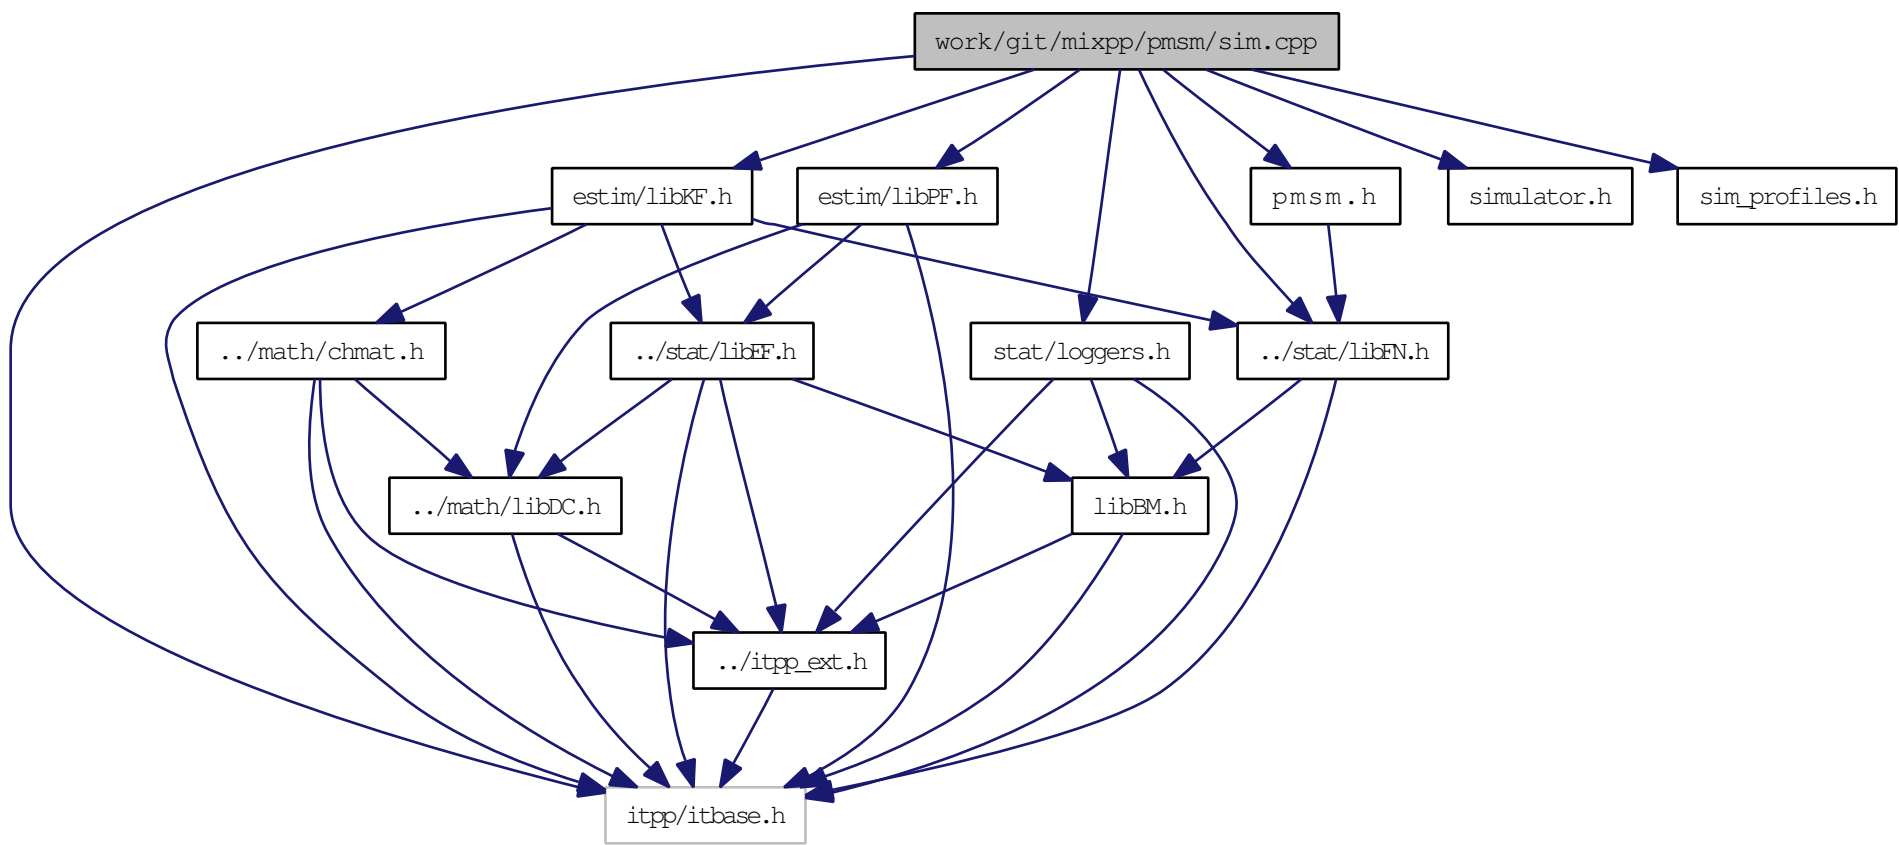 work/git/mixpp/pmsm/sim.cpp
estim/libKF.h
estim/libPF.h
pmsm.h
simulator.h
sim_profiles.h
../math/chmat.h
../stat/libEF.h
stat/loggers.h
../stat/libFN.h
../math/libDC.h
libBM.h
../itpp_ext.h
itpp/itbase.h